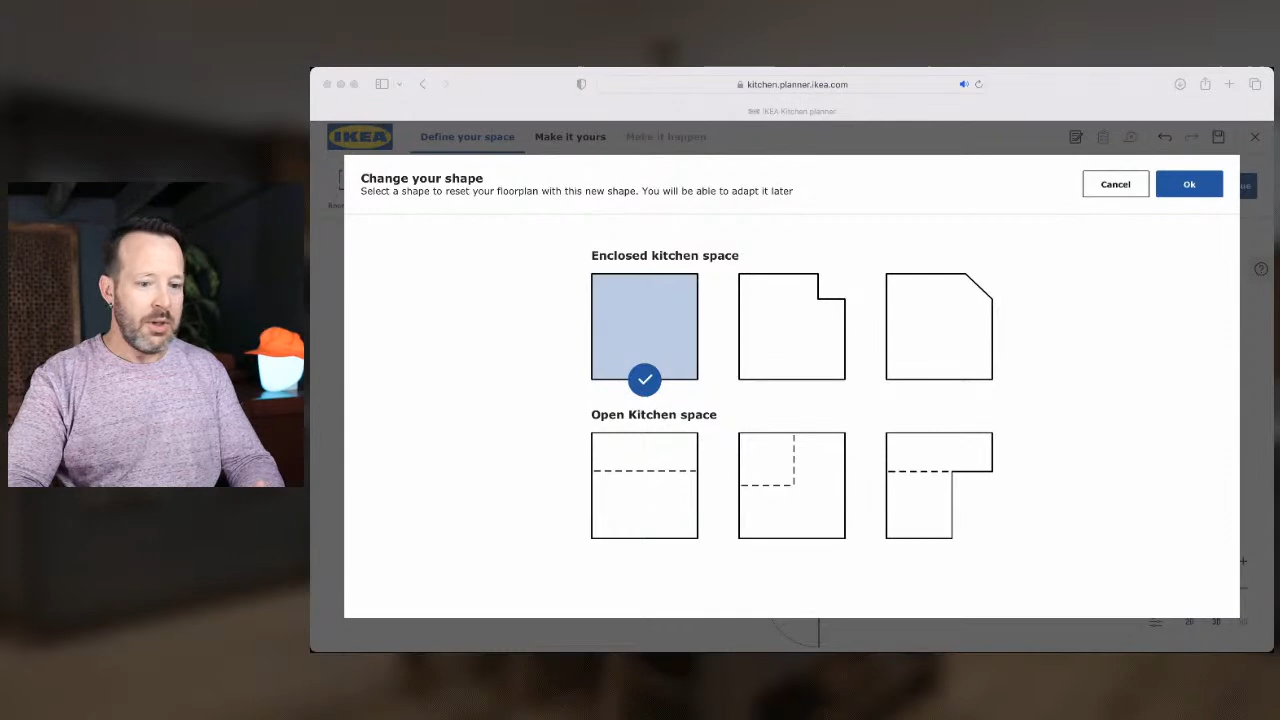 kitchen.planner.ikea.com
IKEA Kitchen planner
IKEA
Define your space
Make it yours
Make it happen
Change your shape
Select a shape to reset your floorplan with this new shape. You will be able to adapt it later
Cancel
Ok
Enclosed kitchen space
Open Kitchen space
2D
3D